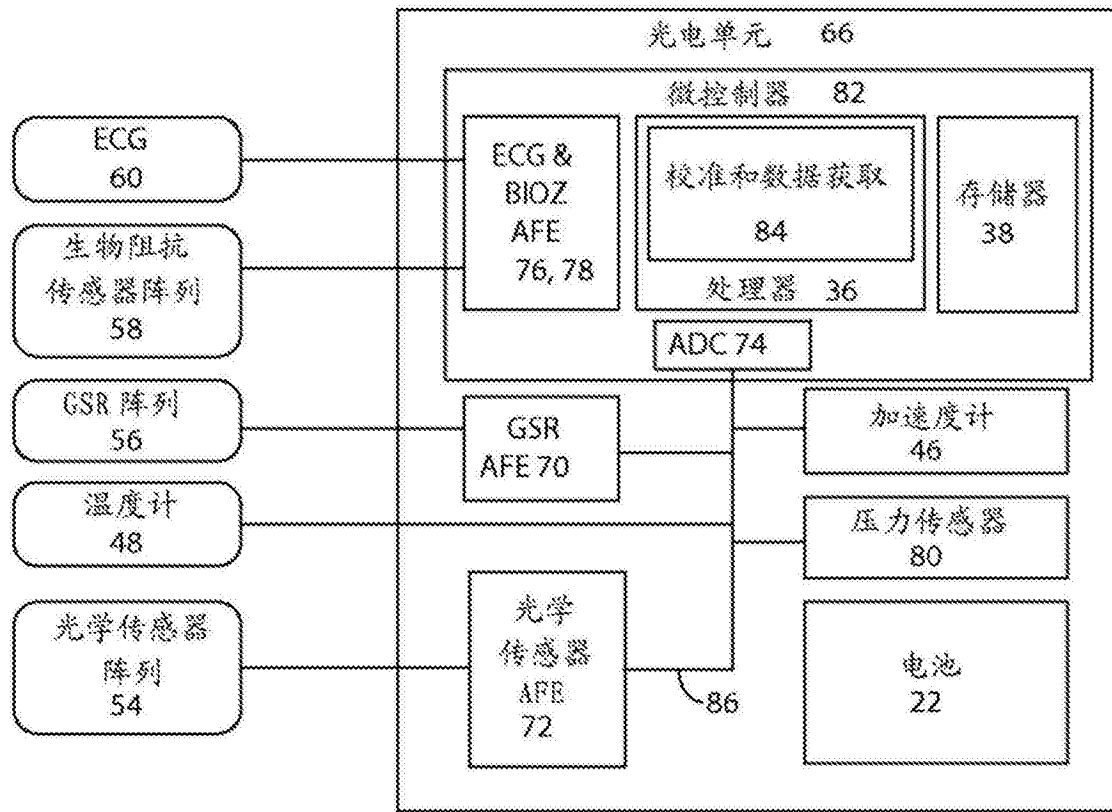 光电单元 66
微控制器 82
ECG
60
生物阻抗
传感器阵列
58
GSR 阵列
56
温度计
48
光学传感器
阵列
54
ECG &
BIOZ
AFE
76, 78
校准和数据获取
84
处理器 36
存储器
38
ADC 74
GSR
AFE 70
加速度计
46
压力传感器
80
光学
传感器
AFE
72
86
电池
22